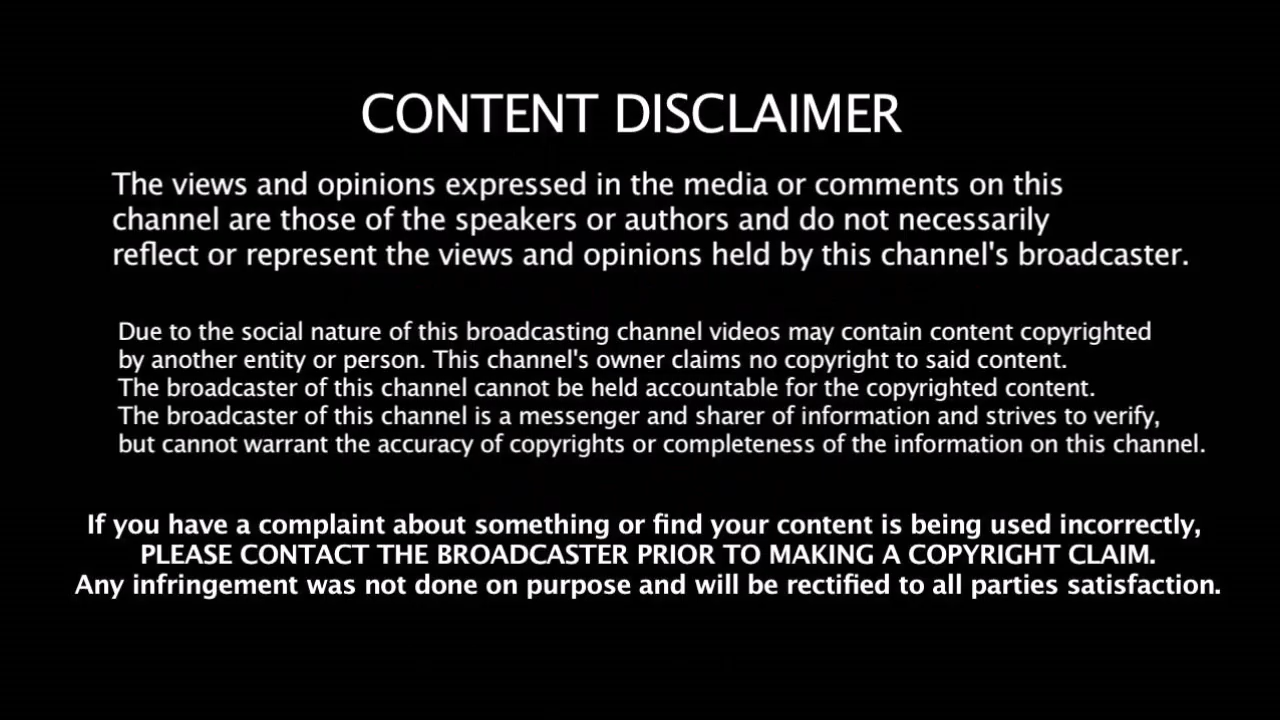 CONTENT DISCLAIMER
The views and opinions expressed in the media or comments on this
channel are those of the speakers or authors and do not necessarily
reflect or represent the views and opinions held by this channel's broadcaster.
Due to the social nature of this broadcasting channel videos may contain content copyrighted
by another entity or person. This channel's owner claims no copyright to said content.
The broadcaster of this channel cannot be held accountable for the copyrighted content.
The broadcaster of this channel is a messenger and sharer of information and strives to verify,
but cannot warrant the accuracy of copyrights or completeness of the information on this channel.
If you have a complaint about something or find your content is being used incorrectly,
PLEASE CONTACT THE BROADCASTER PRIOR TO MAKING A COPYRIGHT CLAIM.
Any infringement was not done on purpose and will be rectified to all parties satisfaction.